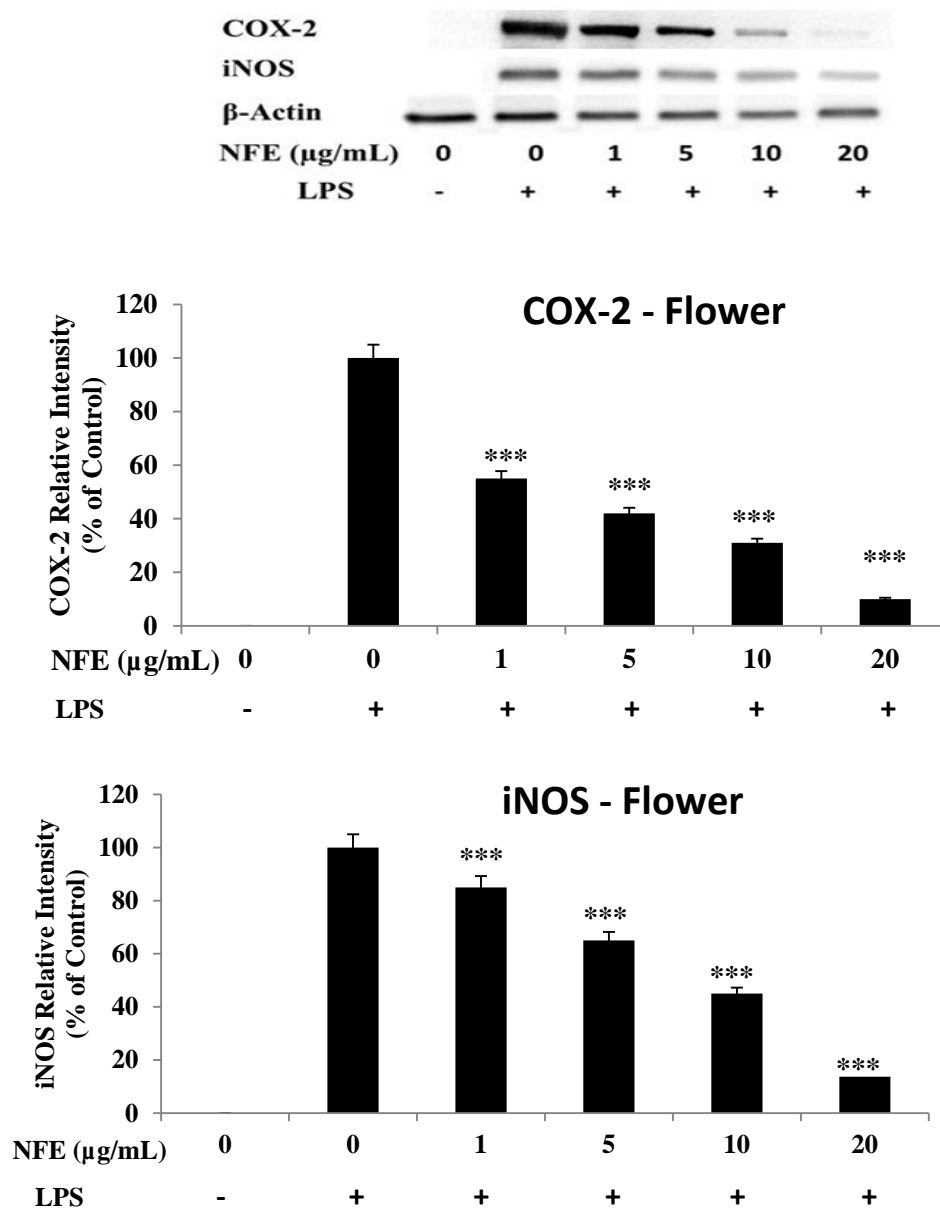 COX-2
iNOS
β-Actin
NFE (µg/mL) 0 0 1 5 10 20
LPS - + + + + +
COX-2 - Flower
COX-2 Relative Intensity
(% of Control)
120
100
80
60
40
20
0
***
***
***
***
NFE (µg/mL) 0 0 1 5 10 20
LPS - + + + + +
iNOS - Flower
iNOS Relative Intensity
(% of Control)
120
100
80
60
40
20
0
***
***
***
***
NFE (µg/mL) 0 0 1 5 10 20
LPS - + + + + +